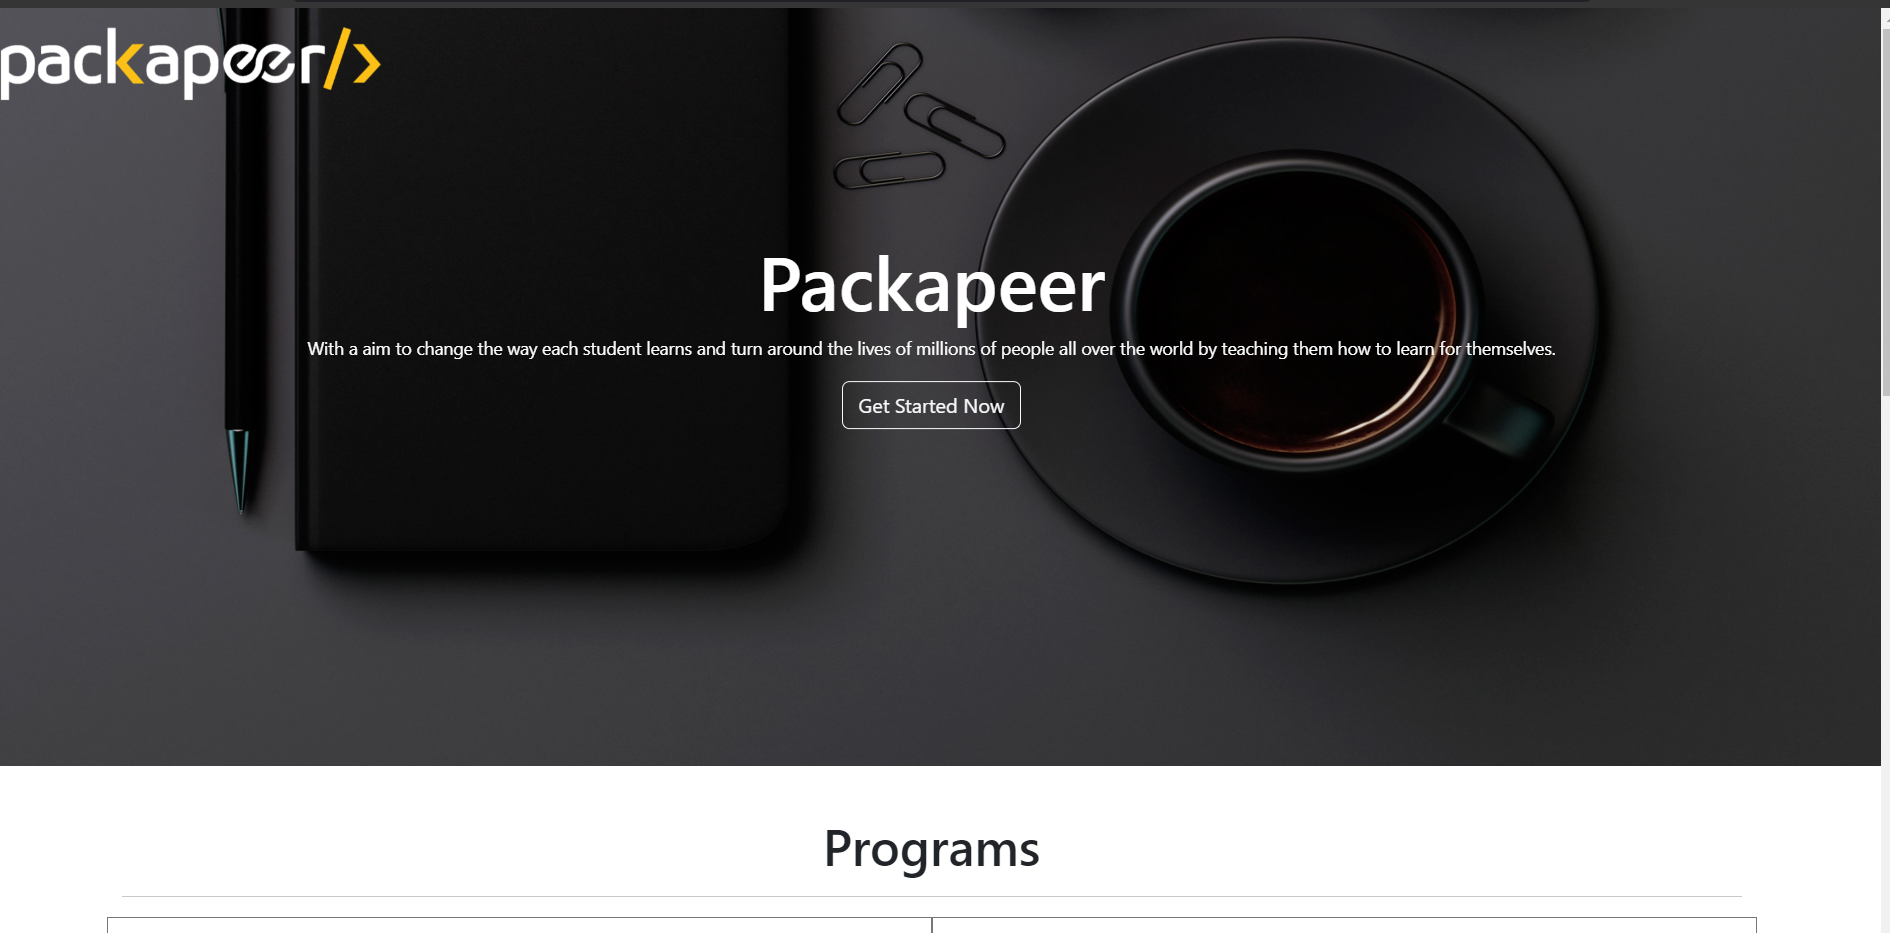 packapeer/>
Packapeer
With a aim to change the way each student learns and turn around the lives of millions of people all over the world by teaching them how to learn for themselves.
Get Started Now
Programs